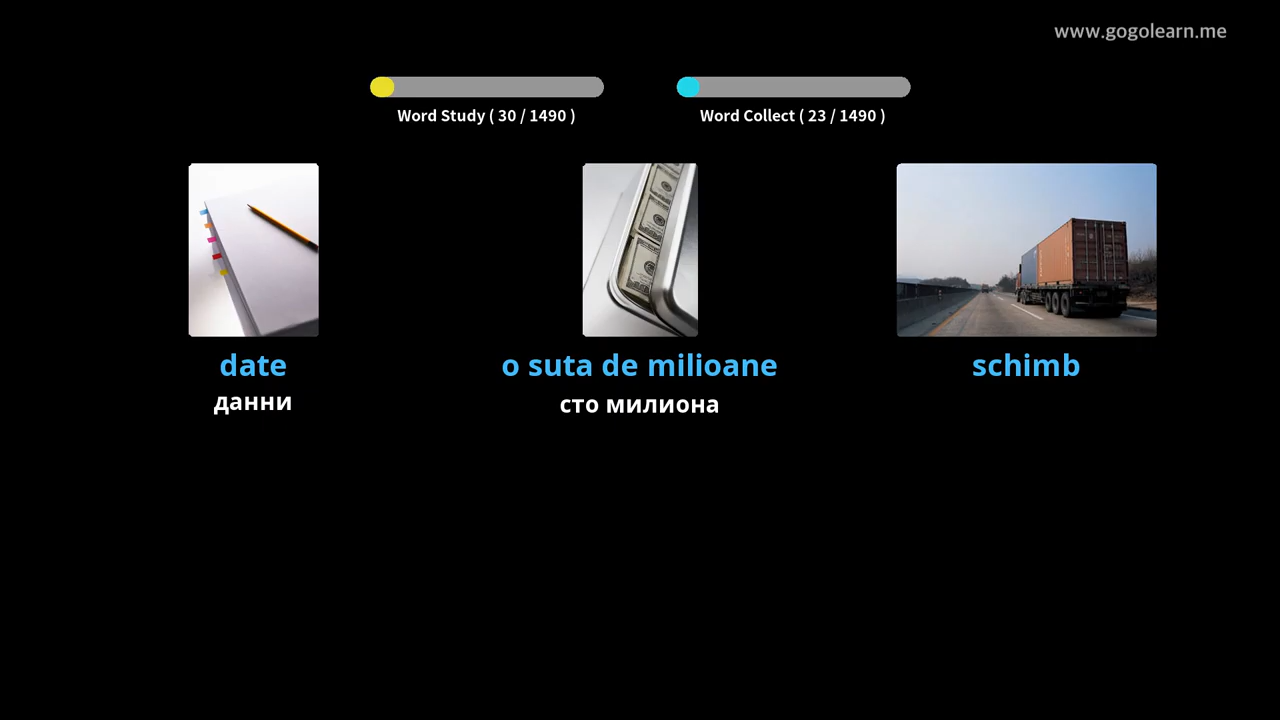 www.gogolearn.me
Word Study ( 30 / 1490 )
Word Collect ( 23 / 1490 )
date
данни
o suta de milioane
сто милиона
schimb